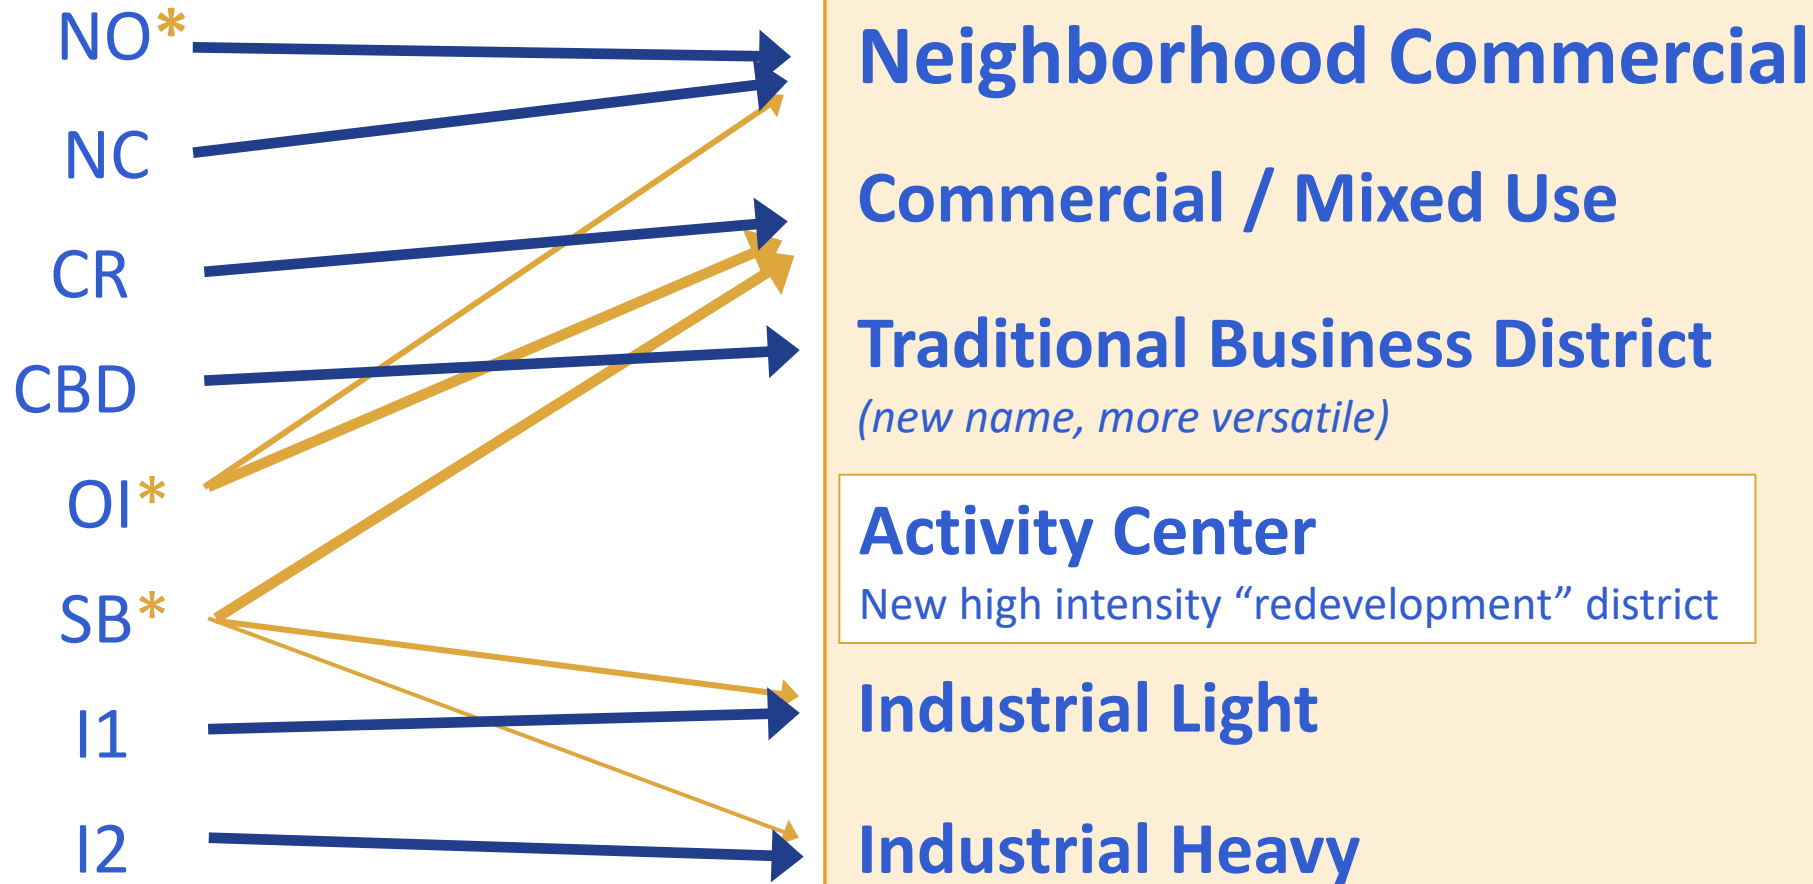 NO*
NC
CR
CBD
OI*
SB*
I1
I2
Neighborhood Commercial
Commercial / Mixed Use
Traditional Business District
(new name, more versatile)
Activity Center
New high intensity “redevelopment” district
Industrial Light
Industrial Heavy